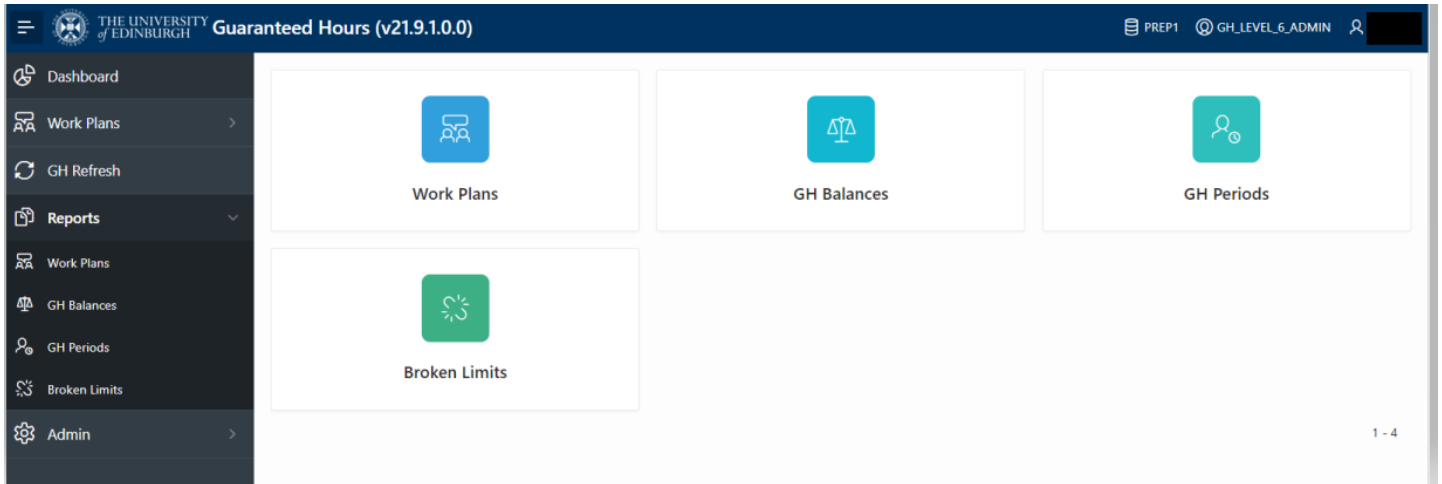 THE UNIVERSITY
of EDINBURGH
Guaranteed Hours (v21.9.1.0.0)
PREP1
GH_LEVEL_6_ADMIN
Dashboard
Work Plans
GH Refresh
Reports
Work Plans
GH Balances
GH Periods
Broken Limits
Admin
Work Plans
GH Balances
GH Periods
Broken Limits
1 - 4